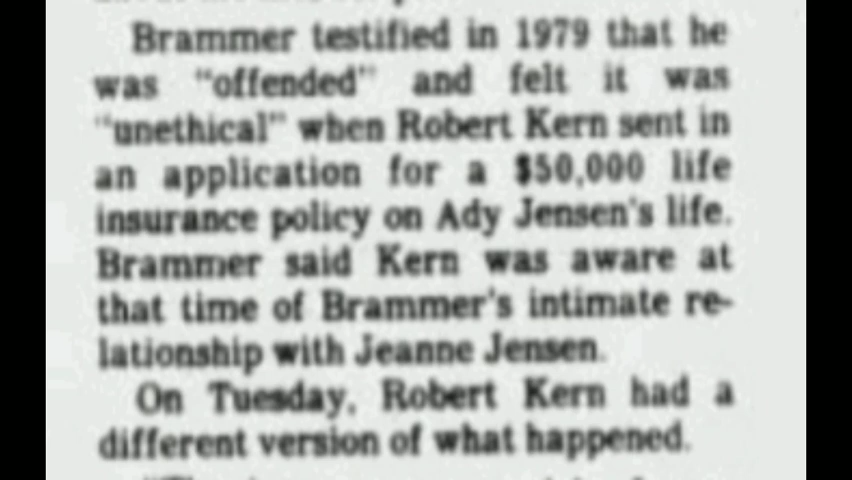 Brammer testified in 1979 that he
was "offended" and felt it was
"unethical" when Robert Kern sent in
an application for a $50,000 life
insurance policy on Ady Jensen's life.
Brammer said Kern was aware at
that time of Brammer's intimate re-
lationship with Jeanne Jensen.
On Tuesday, Robert Kern had a
different version of what happened.